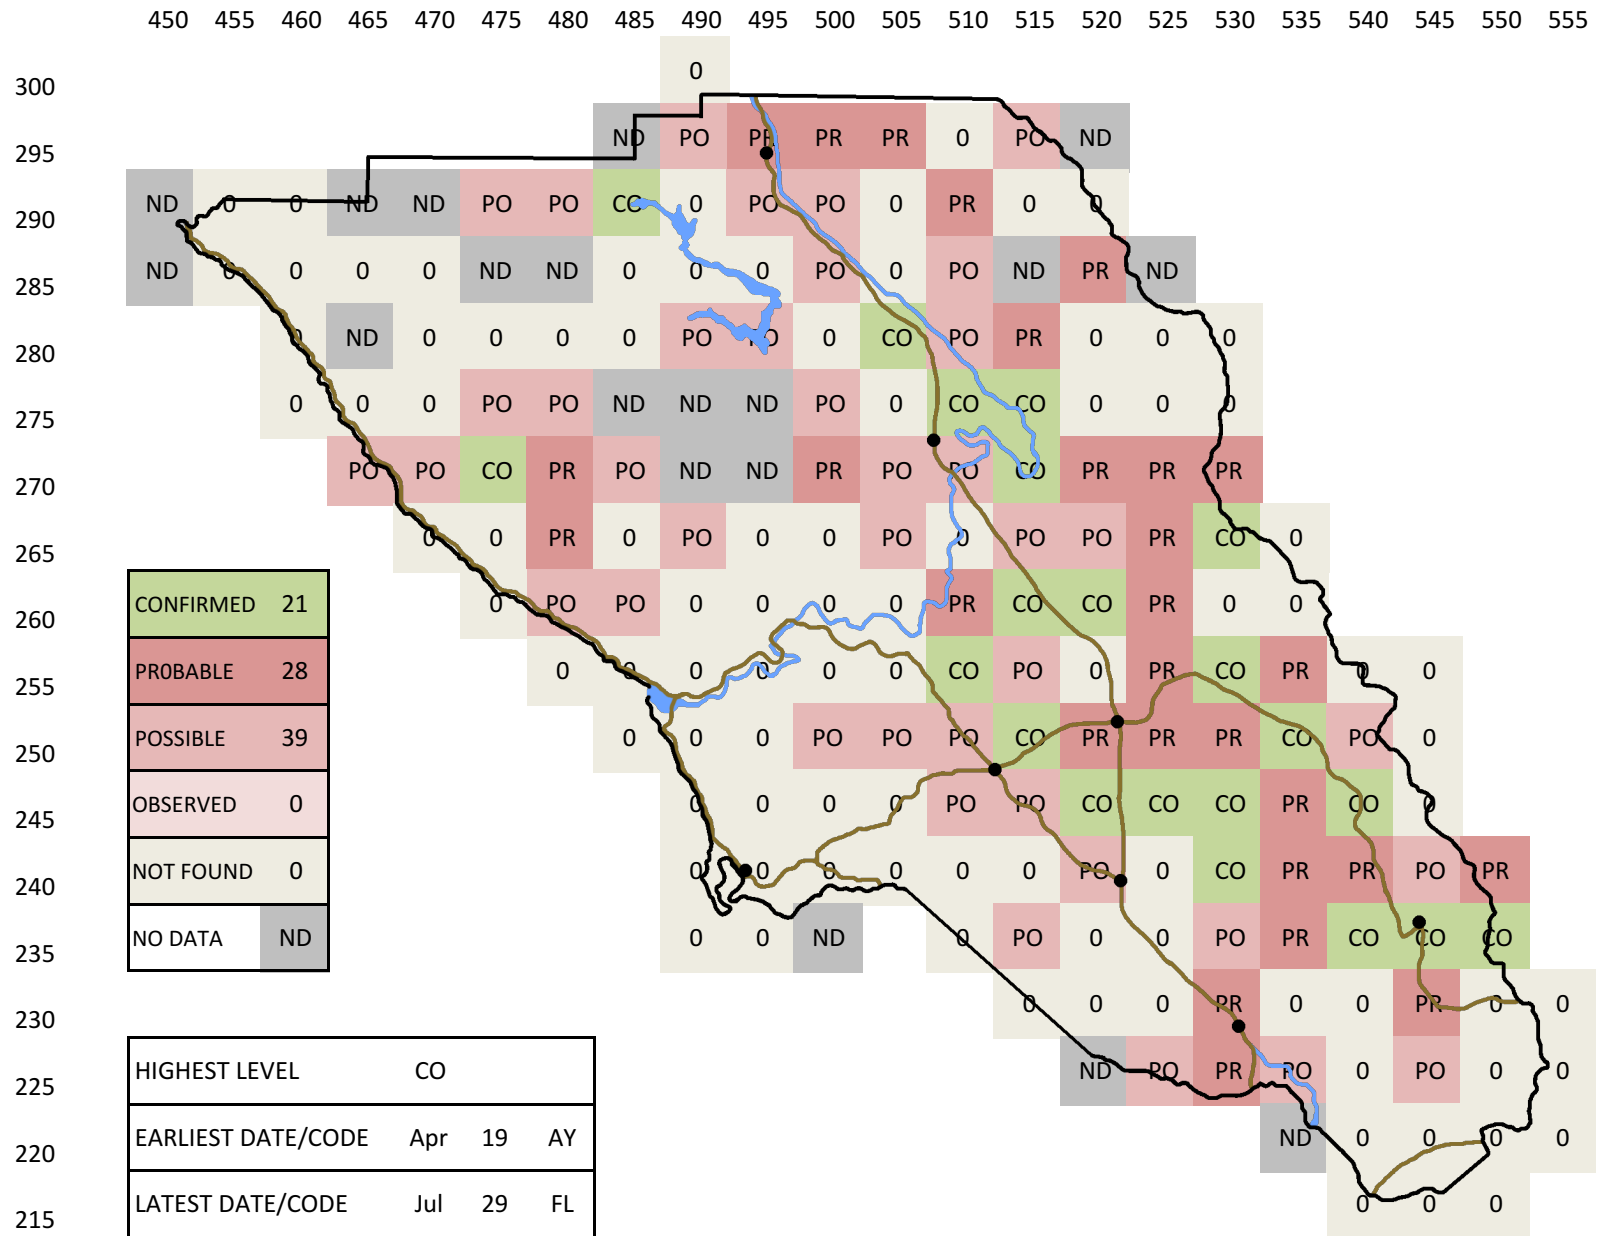 450 455 460 465 470 475 480 485 490 495 500 505 510 515 520 525 530 535 540 545 550 555
0
300
ND PO PR PR PR 0 PO ND
295
ND 0 0 ND ND PO PO CO 0 PO PO 0 PR 0 0
290
ND 0 0 0 0 ND ND 0 0 0 PO 0 PO ND PR ND
285
0 ND 0 0 0 0 PO PO 0 CO PO PR 0 0 0
280
0 0 0 PO PO ND ND ND PO 0 CO CO 0 0 0
275
PO PO CO PR PO ND ND PR PO PO CO PR PR PR
270
0 0 PR 0 PO 0 0 PO 0 PO PO PR CO 0
265
CONFIRMED 21 0 PO PO 0 0 0 0 PR CO CO PR 0 0
260
PR0BABLE 28 0 0 0 0 0 0 CO PO 0 PR CO PR 0 0
255
POSSIBLE 39 0 0 0 PO PO PO CO PR PR PR CO PO 0
250
OBSERVED 0 0 0 0 0 PO PO CO CO CO PR CO 0
245
NOT FOUND 0 0 0 0 0 0 0 PO 0 CO PR PR PO PR
240
NO DATA ND 0 0 ND 0 PO 0 0 PO PR CO CO CO
235
0 0 0 PR 0 0 PR 0 0
230
HIGHEST LEVEL CO ND PO PR PO 0 PO 0 0
225
EARLIEST DATE/CODE Apr 19 AY ND 0 0 0 0
220
LATEST DATE/CODE Jul 29 FL 0 0 0
215